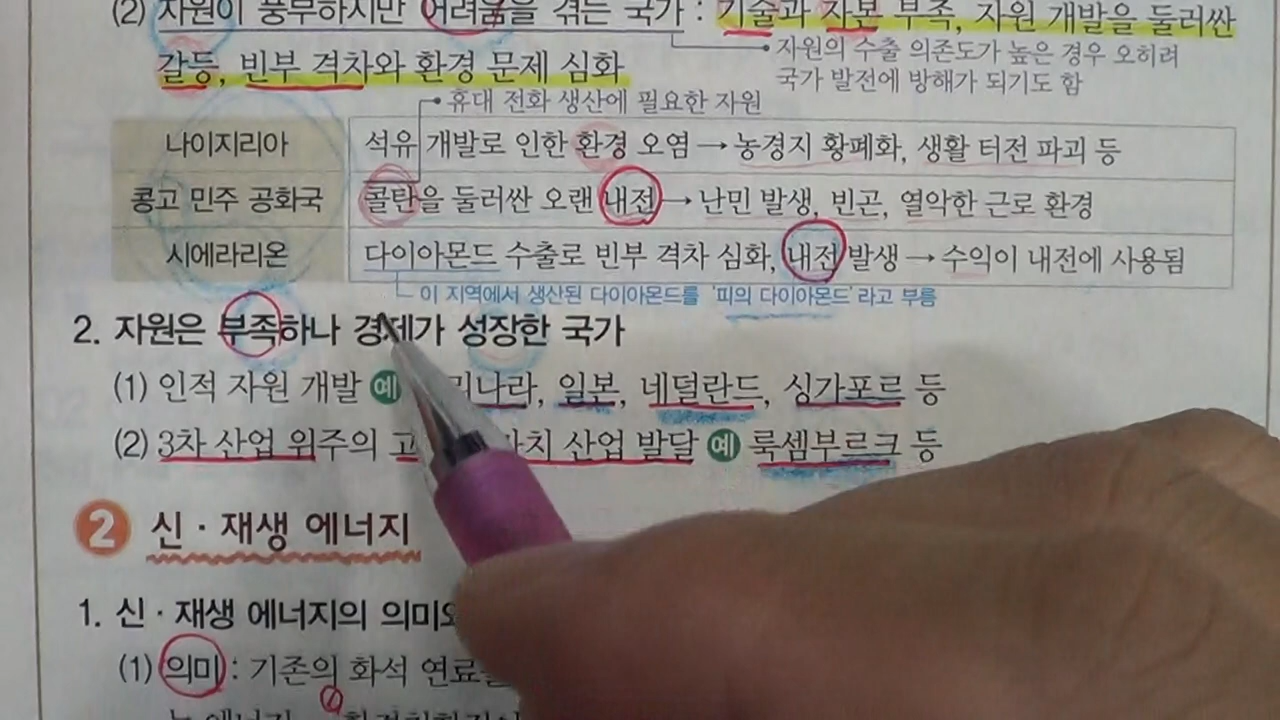 (2) 자원이 풍부하지만 어려움을 겪는 국가 : 기술과 자본 부족, 자원 개발을 둘러싼
갈등, 빈부 격차와 환경 문제 심화
자원의 수출 의존도가 높은 경우 오히려
국가 발전에 방해가 되기도 함
휴대 전화 생산에 필요한 자원
나이지리아 석유 개발로 인한 환경 오염 → 농경지 황폐화, 생활 터전 파괴 등
콩고 민주 공화국 콜탄을 둘러싼 오랜 내전 → 난민 발생, 빈곤, 열악한 근로 환경
시에라리온 다이아몬드 수출로 빈부 격차 심화, 내전 발생 → 수익이 내전에 사용됨
이 지역에서 생산된 다이아몬드를 '피의 다이아몬드'라고 부름
2. 자원은 부족하나 경제가 성장한 국가
(1) 인적 자원 개발 예 나라, 일본, 네덜란드, 싱가포르 등
(2) 3차 산업 위주의 고 가치 산업 발달 예 룩셈부르크 등
2 신·재생 에너지
1. 신·재생 에너지의 의미와
(1) 의미 : 기존의 화석 연료를